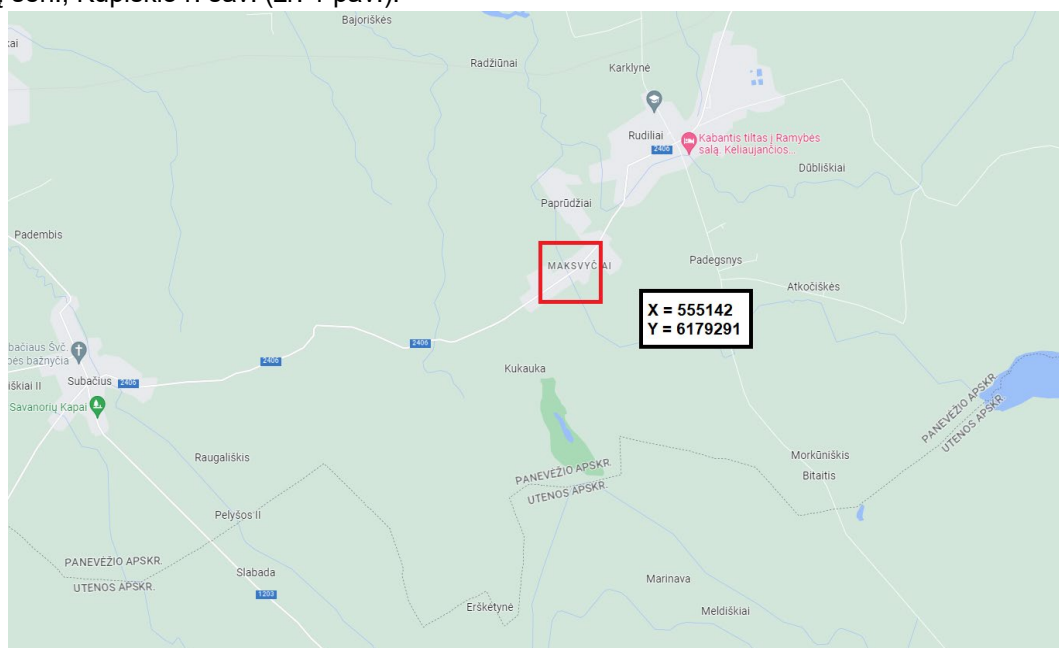 Bajoriškės
Radžiūnai
Karklynė
Rudiliai
2406
Kabantis tiltas į Ramybės
salą. Keliaujančios...
Dūbliškiai
Paprūdžiai
Padembis
MAKSVYČIAI
Padegsnys
Atkočiškės
X = 555142
Y = 6179291
2406
2406
Subačius
2406
iškiai II
Savanorių Kapai
Kukauka
PANEVĖŽIO APSKR.
UTENOS APSKR.
Raugališkis
Morkūniškis
Bitaitis
PANEVĖŽIO APSKR.
UTENOS APSKR.
Pelyšos II
PANEVĖŽIO APSKR.
UTENOS APSKR.
Slabada
1203
Erškėtynė
Marinava
Meldiškiai